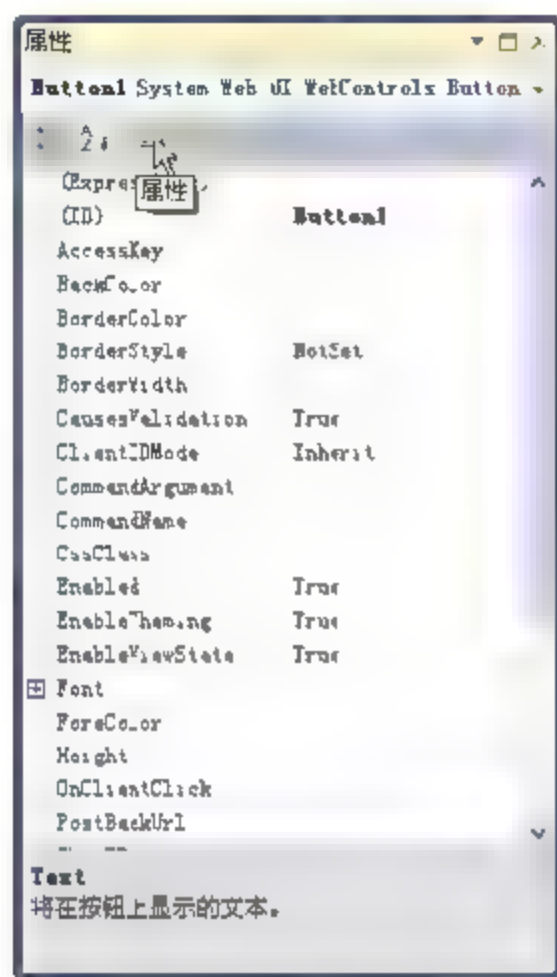 属性
Button1 System.Web.UI.WebControls.Button
属性
(ID) Button1
AccessKey
BackColor
BorderColor
BorderStyle NotSet
BorderWidth
CausesValidation True
ClientIDMode Inherit
CommandArgument
CommandName
CssClass
Enabled True
EnableTheming True
EnableViewState True
Font
ForeColor
Height
OnClientClick
PostBackUrl
Text
将在按钮上显示的文本。